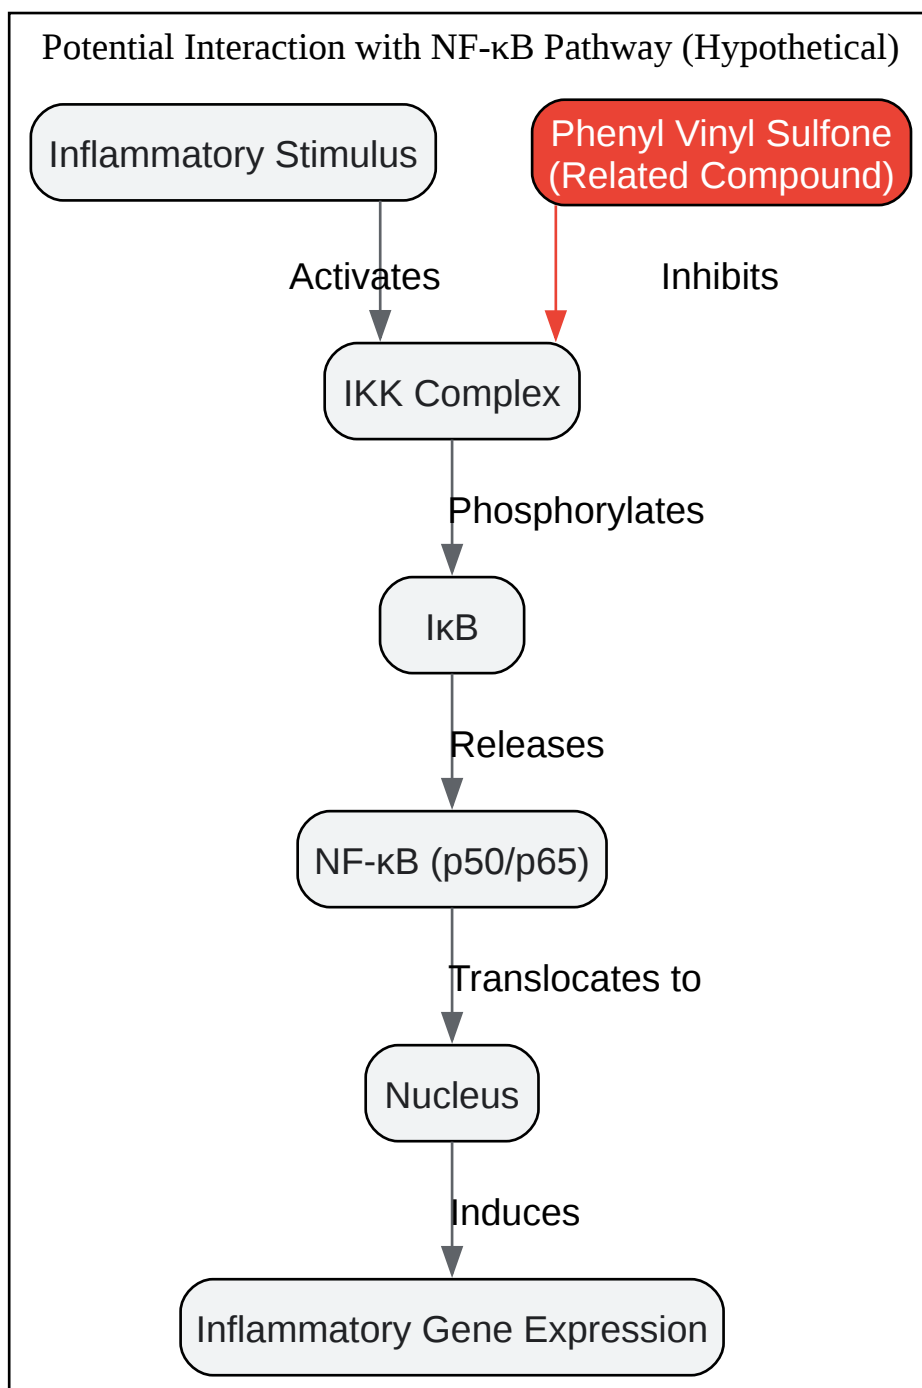 Potential Interaction with NF-κB Pathway (Hypothetical)
Inflammatory Stimulus
Phenyl Vinyl Sulfone
(Related Compound)
Activates
Inhibits
IKK Complex
Phosphorylates
IκB
Releases
NF-κB (p50/p65)
Translocates to
Nucleus
Induces
Inflammatory Gene Expression